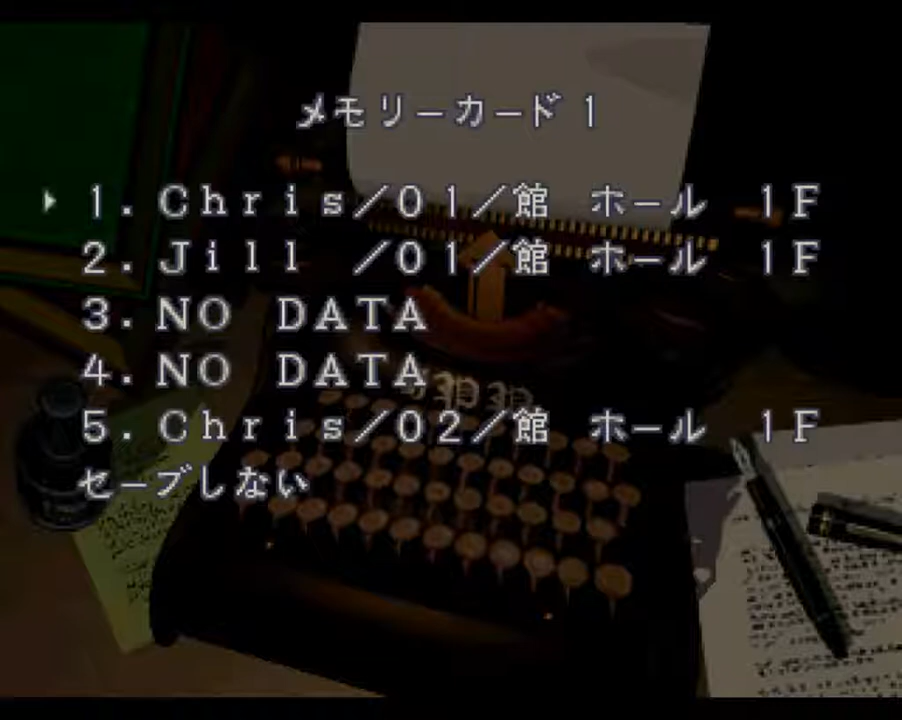 メモリーカード 1
1. Chris/01/館 ホール 1F
2. Jill /01/館 ホール 1F
3. NO DATA
4. NO DATA
5. Chris/02/館 ホール 1F
セーブしない